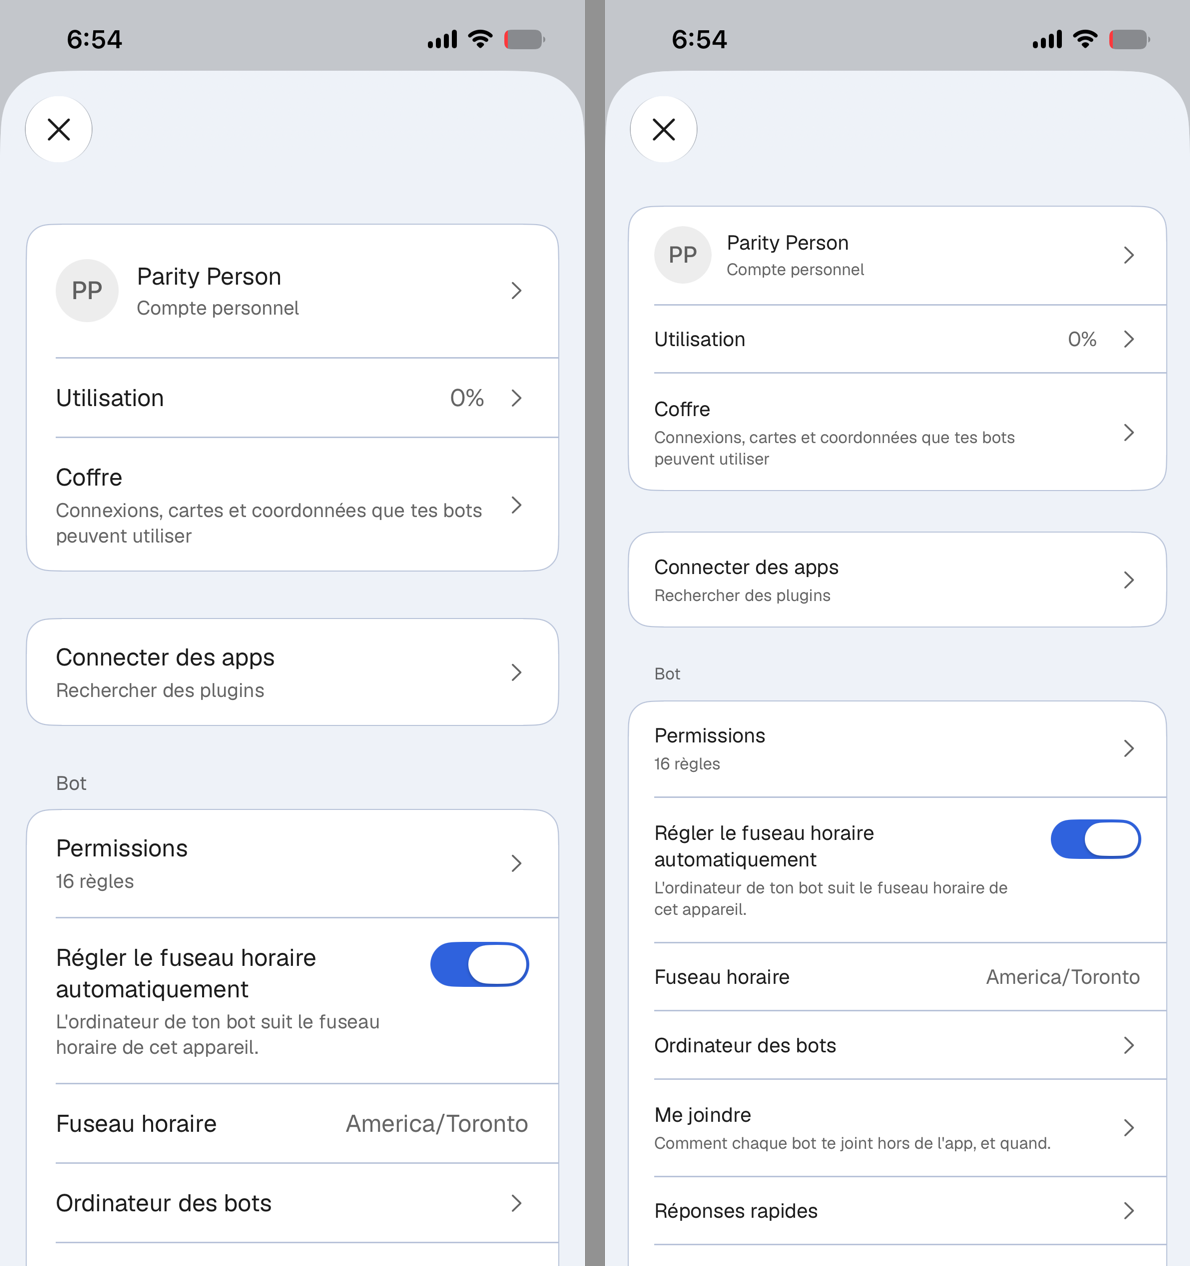 6:54
PP
Parity Person
Compte personnel
Utilisation
0%
Coffre
Connexions, cartes et coordonnées que tes bots
peuvent utiliser
Connecter des apps
Rechercher des plugins
Bot
Permissions
16 règles
Régler le fuseau horaire
automatiquement
L'ordinateur de ton bot suit le fuseau
horaire de cet appareil.
Fuseau horaire
America/Toronto
Ordinateur des bots
6:54
PP
Parity Person
Compte personnel
Utilisation
0%
Coffre
Connexions, cartes et coordonnées que tes bots
peuvent utiliser
Connecter des apps
Rechercher des plugins
Bot
Permissions
16 règles
Régler le fuseau horaire
automatiquement
L'ordinateur de ton bot suit le fuseau horaire de
cet appareil.
Fuseau horaire
America/Toronto
Ordinateur des bots
Me joindre
Comment chaque bot te joint hors de l'app, et quand.
Réponses rapides